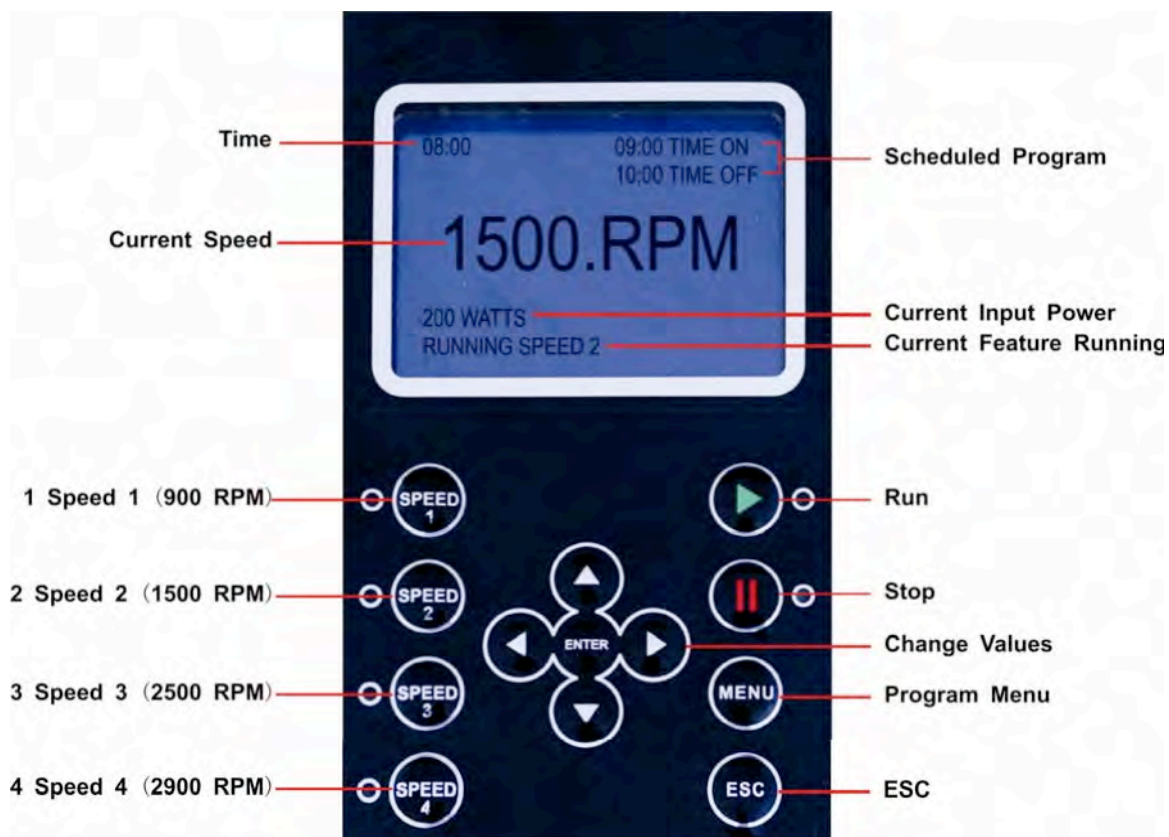 Time
08:00
09:00 TIME ON
10:00 TIME OFF
Scheduled Program
Current Speed
1500.RPM
200 WATTS
Current Input Power
RUNNING SPEED 2
Current Feature Running
1 Speed 1 (900 RPM)
SPEED
1
Run
2 Speed 2 (1500 RPM)
SPEED
2
Stop
ENTER
Change Values
3 Speed 3 (2500 RPM)
SPEED
3
MENU
Program Menu
4 Speed 4 (2900 RPM)
SPEED
4
ESC
ESC